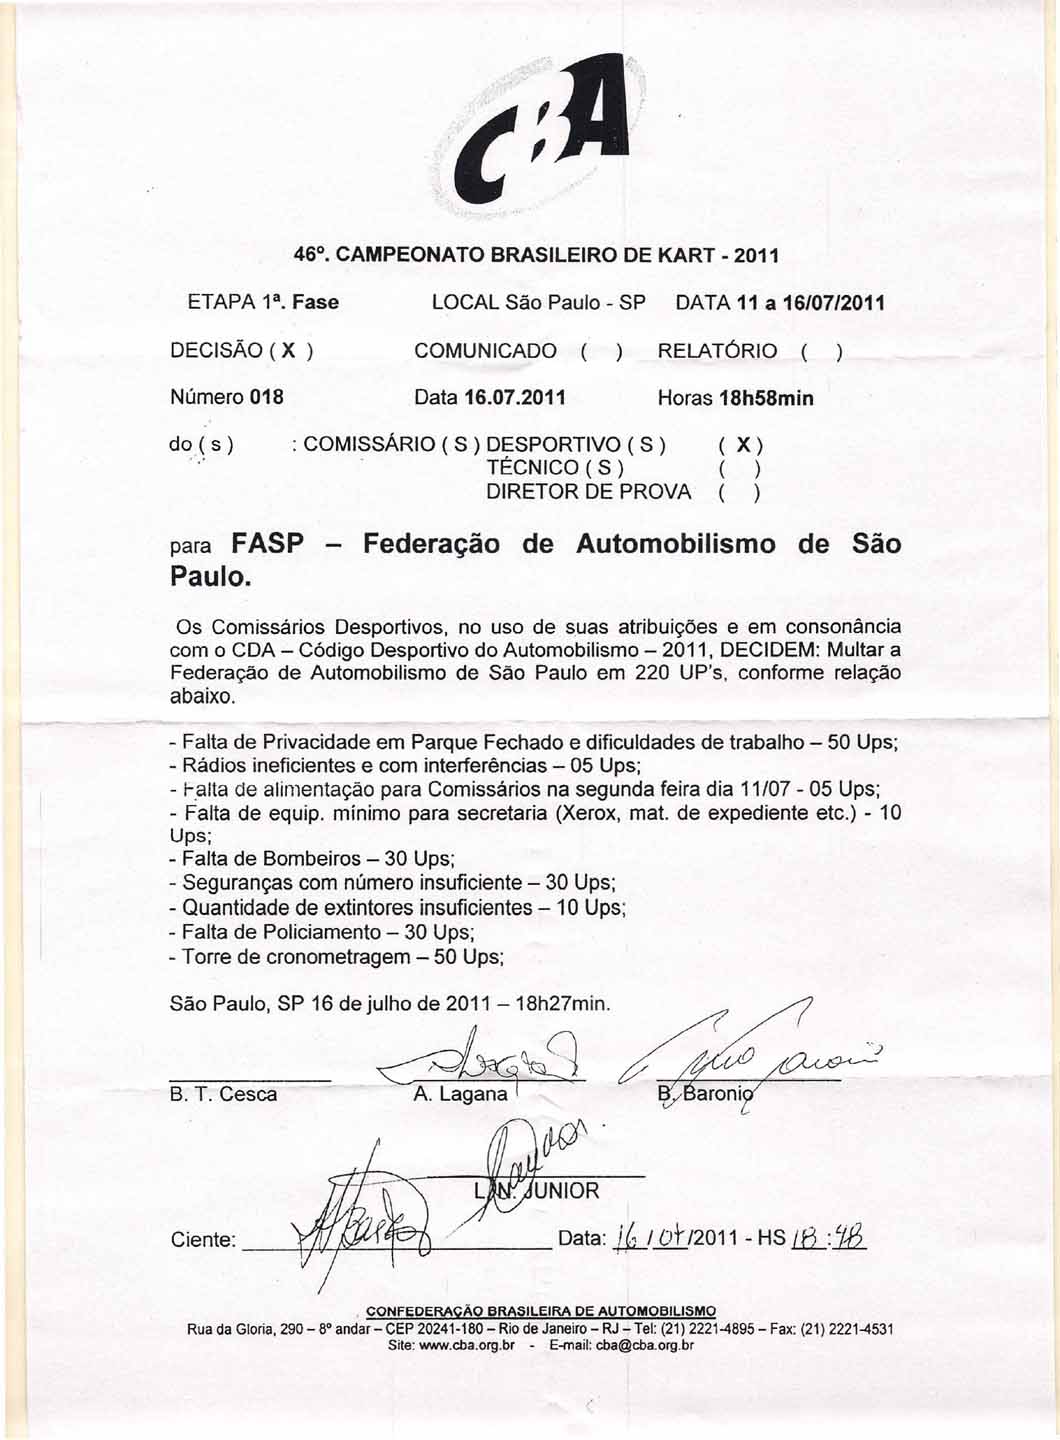 CBA
46º. CAMPEONATO BRASILEIRO DE KART - 2011
ETAPA 1ª. Fase LOCAL São Paulo - SP DATA 11 a 16/07/2011
DECISÃO ( X ) COMUNICADO ( ) RELATÓRIO ( )
Número 018 Data 16.07.2011 Horas 18h58min
do ( s ) : COMISSÁRIO ( S ) DESPORTIVO ( S ) ( X )
TÉCNICO ( S ) ( )
DIRETOR DE PROVA ( )
para FASP – Federação de Automobilismo de São
Paulo.
Os Comissários Desportivos, no uso de suas atribuições e em consonância
com o CDA – Código Desportivo do Automobilismo – 2011, DECIDEM: Multar a
Federação de Automobilismo de São Paulo em 220 UP's, conforme relação
abaixo.
- Falta de Privacidade em Parque Fechado e dificuldades de trabalho – 50 Ups;
- Rádios ineficientes e com interferências – 05 Ups;
- Falta de alimentação para Comissários na segunda feira dia 11/07 - 05 Ups;
- Falta de equip. mínimo para secretaria (Xerox, mat. de expediente etc.) - 10
Ups;
- Falta de Bombeiros – 30 Ups;
- Seguranças com número insuficiente – 30 Ups;
- Quantidade de extintores insuficientes – 10 Ups;
- Falta de Policiamento – 30 Ups;
- Torre de cronometragem – 50 Ups;
São Paulo, SP 16 de julho de 2011 – 18h27min.
B. T. Cesca A. Lagana B. Baronio
L. N. JUNIOR
Ciente: Data: 16 / 07 /2011 - HS 18 : 48
CONFEDERAÇÃO BRASILEIRA DE AUTOMOBILISMO
Rua da Gloria, 290 – 8º andar – CEP 20241-180 – Rio de Janeiro – RJ – Tel: (21) 2221-4895 – Fax: (21) 2221-4531
Site: www.cba.org.br - E-mail: cba@cba.org.br